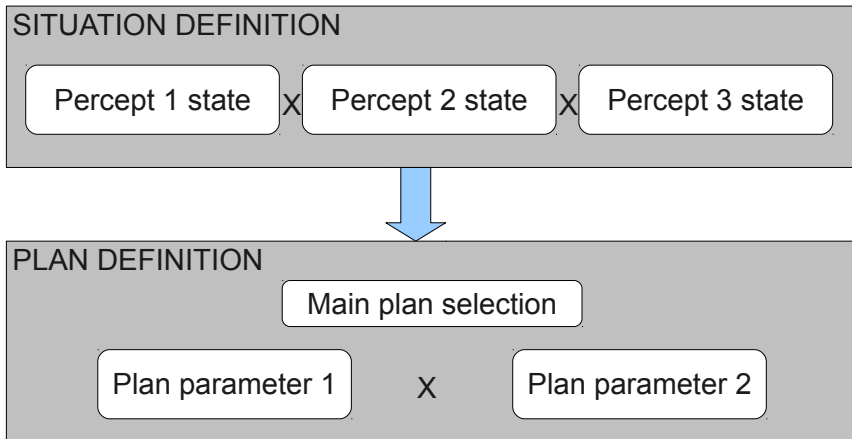 SITUATION DEFINITION
Percept 1 state X Percept 2 state X Percept 3 state
PLAN DEFINITION
Main plan selection
Plan parameter 1 X Plan parameter 2